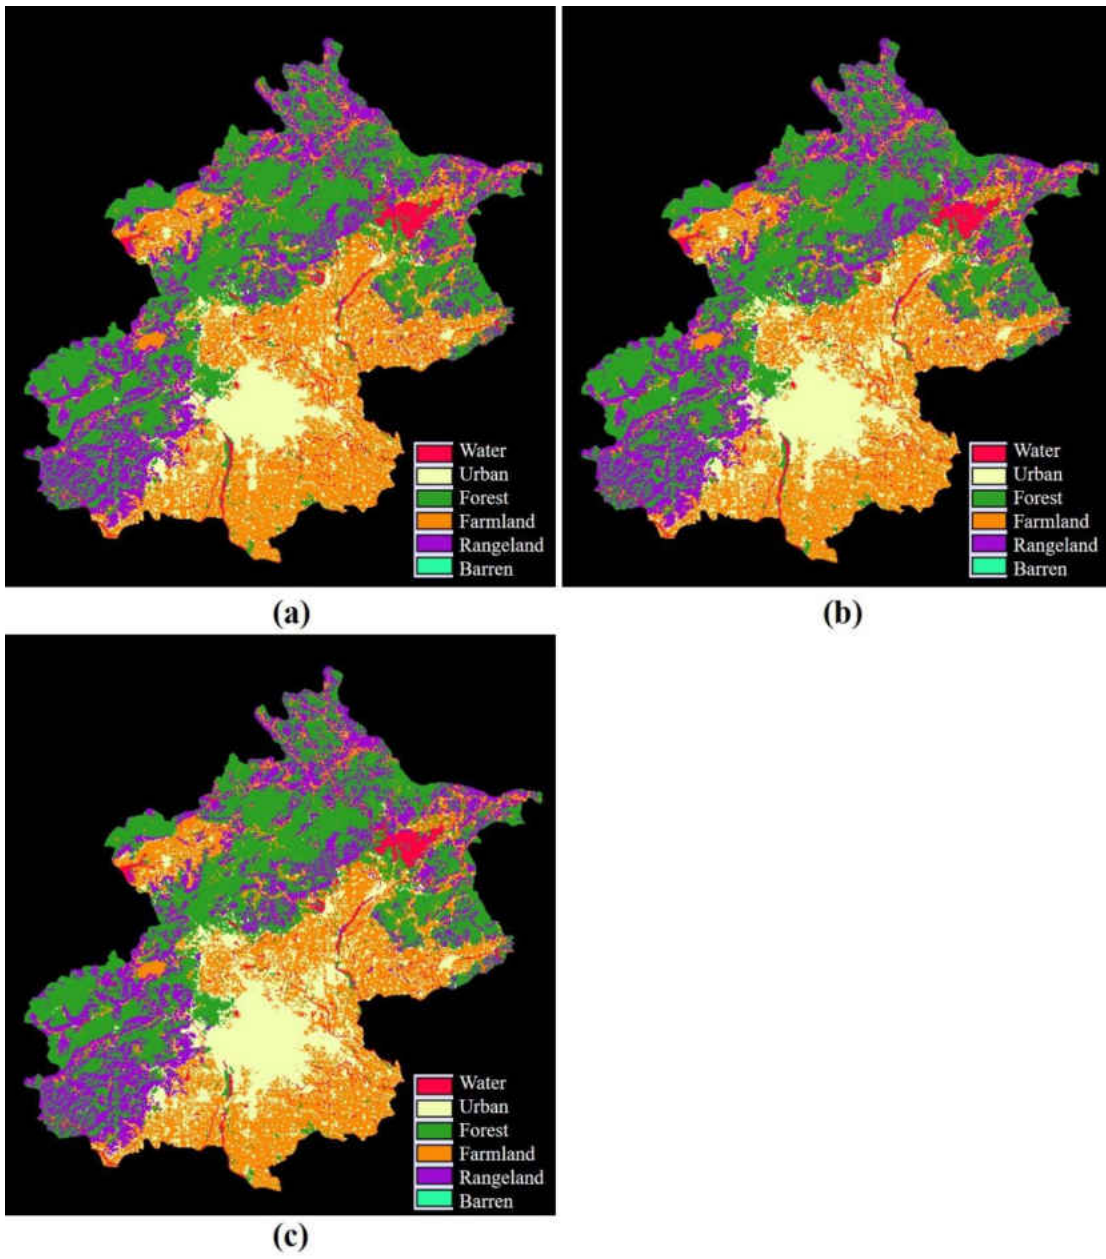 Water
Urban
Forest
Farmland
Rangeland
Barren
(a)
Water
Urban
Forest
Farmland
Rangeland
Barren
(b)
Water
Urban
Forest
Farmland
Rangeland
Barren
(c)